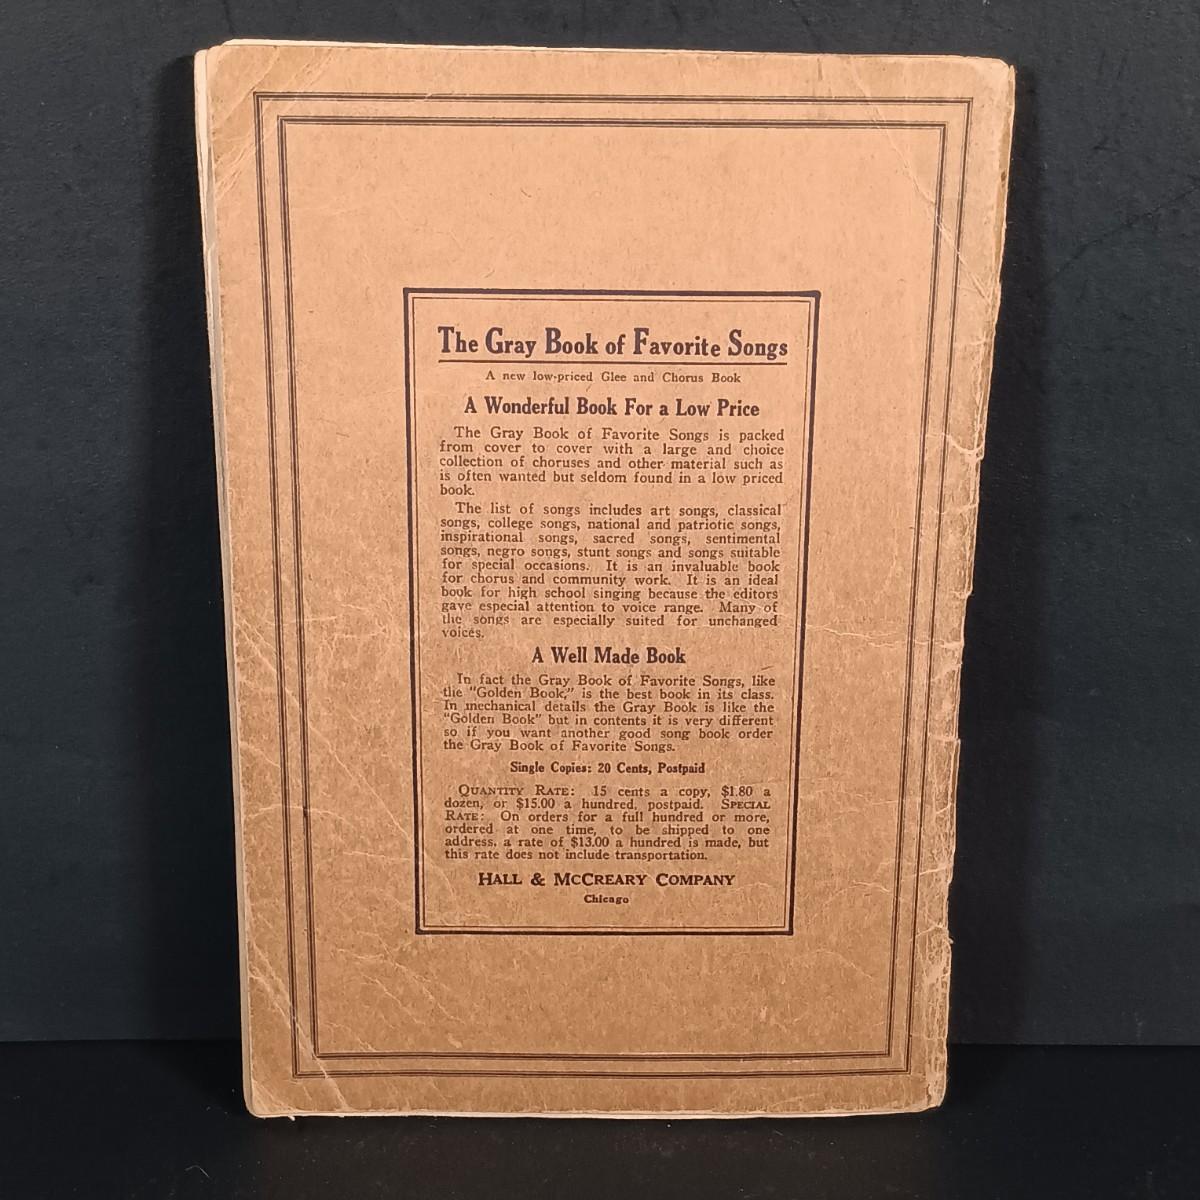 The Gray Book of Favorite Songs
A new low-priced Glee and Chorus Book
A Wonderful Book For a Low Price
The Gray Book of Favorite Songs is packed
from cover to cover with a large and choice
collection of choruses and other material such as
is often wanted but seldom found in a low priced
book.
The list of songs includes art songs, classical
songs, college songs, national and patriotic songs,
inspirational songs, sacred songs, sentimental
songs, negro songs, stunt songs and songs suitable
for special occasions. It is an invaluable book
for chorus and community work. It is an ideal
book for high school singing because the editors
gave especial attention to voice range. Many of
the songs are especially suited for unchanged
voices.
A Well Made Book
In fact the Gray Book of Favorite Songs, like
the "Golden Book," is the best book in its class.
In mechanical details the Gray Book is like the
"Golden Book" but in contents it is very different
so if you want another good song book order
the Gray Book of Favorite Songs.
Single Copies: 20 Cents, Postpaid
QUANTITY RATE: 15 cents a copy, $1.80 a
dozen, or $15.00 a hundred, postpaid. SPECIAL
RATE: On orders for a full hundred or more,
ordered at one time, to be shipped to one
address, a rate of $13.00 a hundred is made, but
this rate does not include transportation.
HALL & MCCREARY COMPANY
Chicago